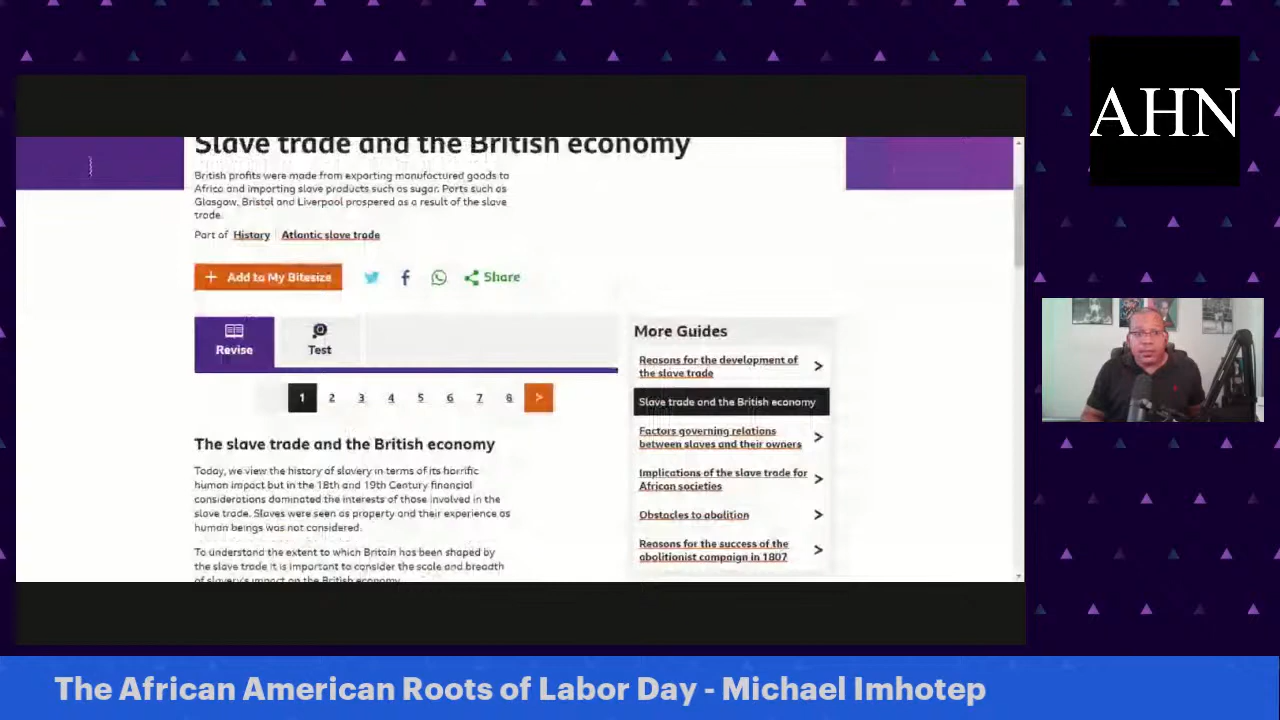 AHN
Slave trade and the British economy
British profits were made from exporting manufactured goods to
Africa and importing slave products such as sugar. Ports such as
Glasgow, Bristol and Liverpool prospered as a result of the slave
trade.
Part of History Atlantic slave trade
+ Add to My Bitesize
Share
Revise
Test
1 2 3 4 5 6 7 8 >
The slave trade and the British economy
Today, we view the history of slavery in terms of its horrific
human impact but in the 18th and 19th Century financial
considerations dominated the interests of those involved in the
slave trade. Slaves were seen as property and their experience as
human beings was not considered.
To understand the extent to which Britain has been shaped by
the slave trade it is important to consider the scale and breadth
of slavery's impact on the British economy.
More Guides
Reasons for the development of
the slave trade
Slave trade and the British economy
Factors governing relations
between slaves and their owners
Implications of the slave trade for
African societies
Obstacles to abolition
Reasons for the success of the
abolitionist campaign in 1807
The African American Roots of Labor Day - Michael Imhotep